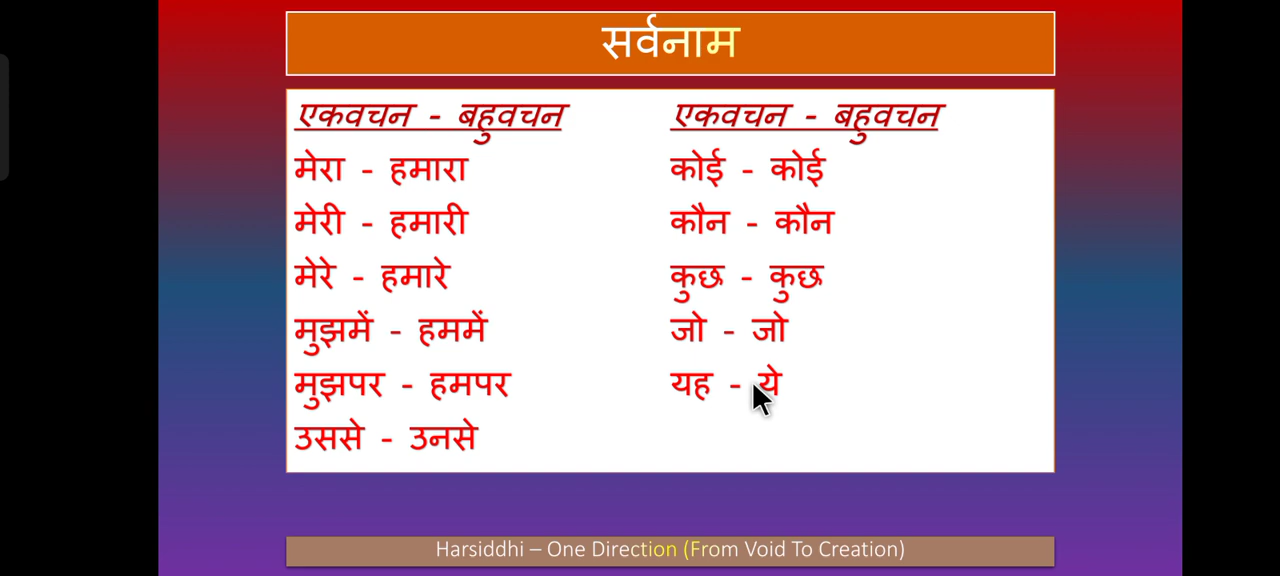 सर्वनाम
एकवचन - बहुवचन
मेरा - हमारा
मेरी - हमारी
मेरे - हमारे
मुझमें - हममें
मुझपर - हमपर
उससे - उनसे
एकवचन - बहुवचन
कोई - कोई
कौन - कौन
कुछ - कुछ
जो - जो
यह - ये
Harsiddhi – One Direction (From Void To Creation)